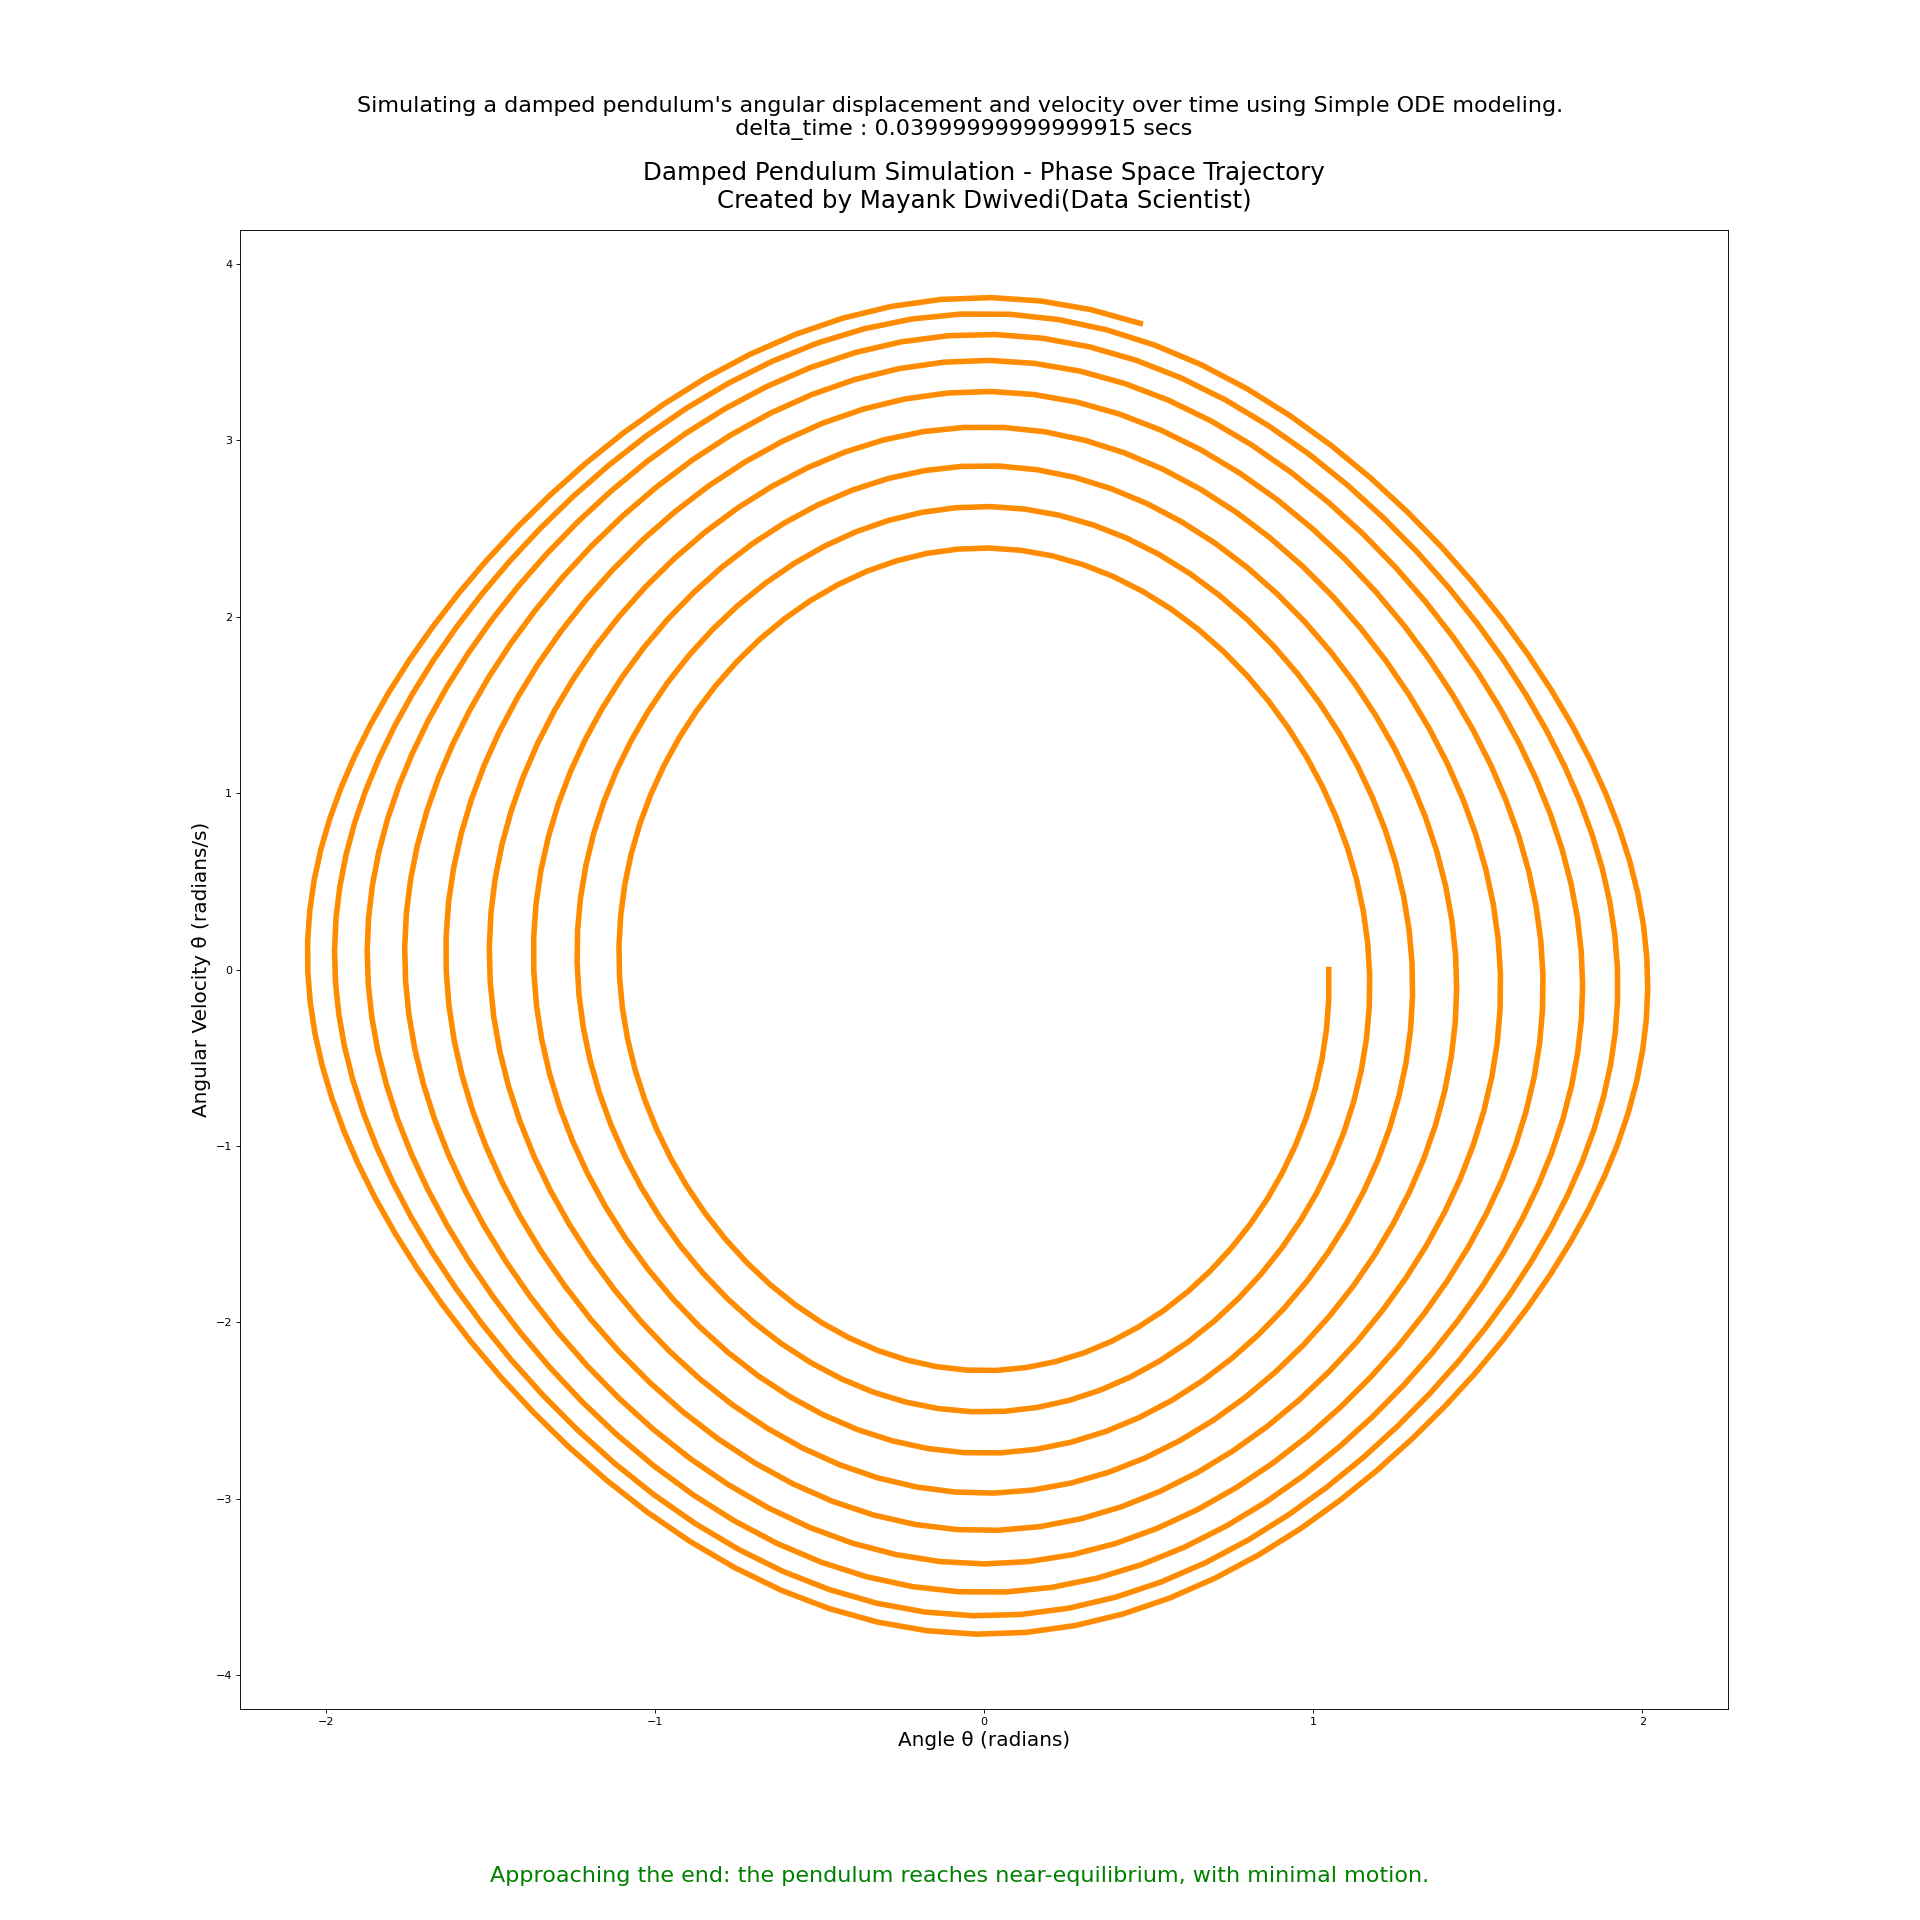 Simulating a damped pendulum's angular displacement and velocity over time using Simple ODE modeling.
delta_time : 0.03999999999999915 secs
Damped Pendulum Simulation - Phase Space Trajectory
Created by Mayank Dwivedi(Data Scientist)
4
3
2
1
0
−1
−2
−3
−4
Angular Velocity θ (radians/s)
−2
−1
0
1
2
Angle θ (radians)
Approaching the end: the pendulum reaches near-equilibrium, with minimal motion.